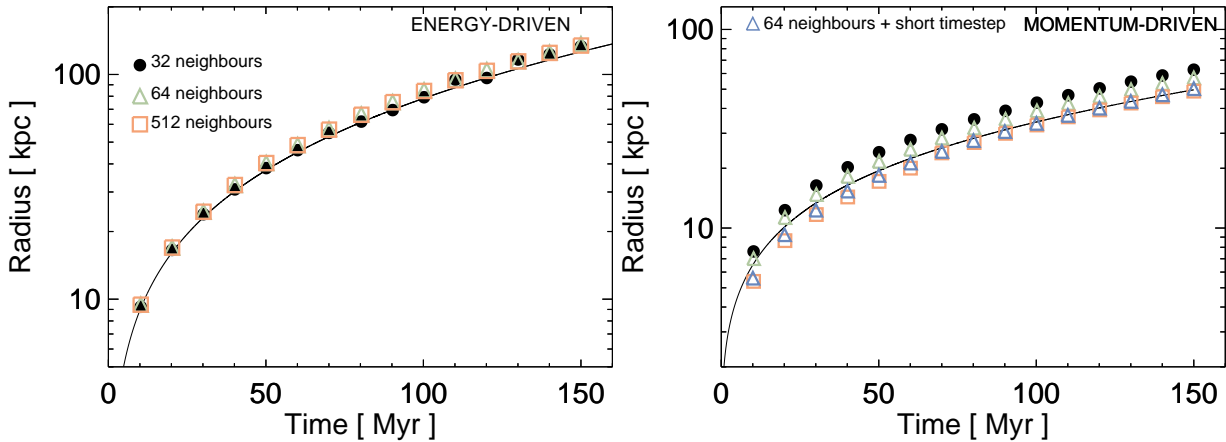 ENERGY-DRIVEN
32 neighbours
64 neighbours
512 neighbours
100
10
Radius [ kpc ]
0 50 100 150
Time [ Myr ]
64 neighbours + short timestep
MOMENTUM-DRIVEN
100
10
Radius [ kpc ]
0 50 100 150
Time [ Myr ]